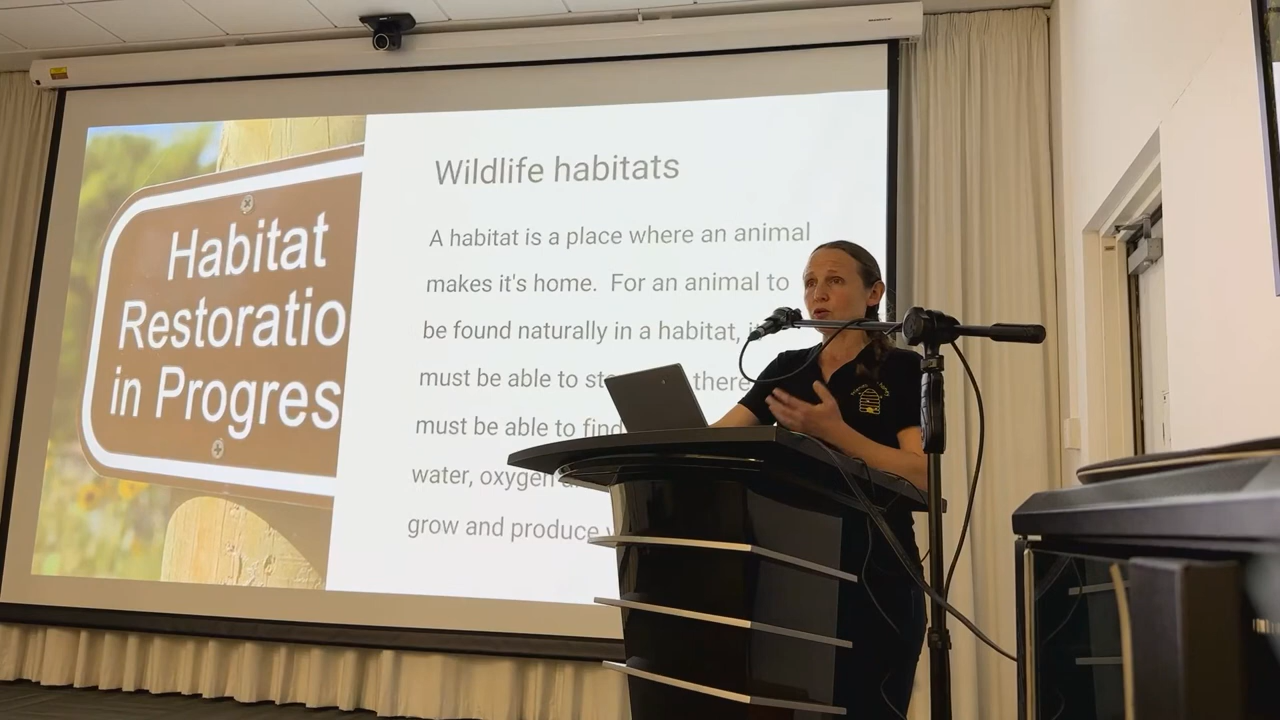 Habitat
Restoratio
in Progres
Wildlife habitats
A habitat is a place where an animal
makes it's home. For an animal to
be found naturally in a habitat,
must be able to there
must be able to find
water, oxygen
grow and produce